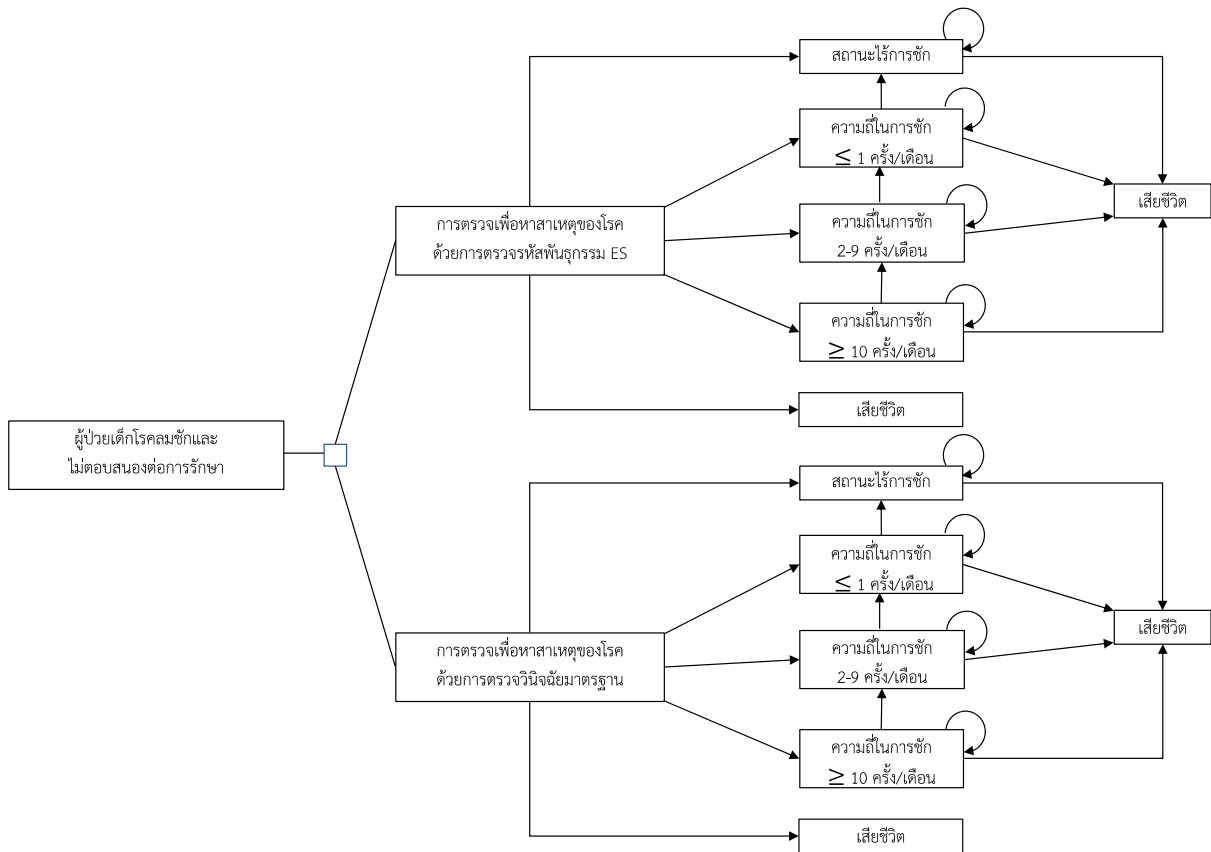 สถานะไร้การชัก
ความถี่ในการชัก
≤ 1 ครั้ง/เดือน
เสียชีวิต
การตรวจเพื่อหาสาเหตุของโรค
ด้วยการตรวจรหัสพันธุกรรม ES
ความถี่ในการชัก
2-9 ครั้ง/เดือน
ความถี่ในการชัก
≥ 10 ครั้ง/เดือน
เสียชีวิต
ผู้ป่วยเด็กโรคลมชักและ
ไม่ตอบสนองต่อการรักษา
สถานะไร้การชัก
ความถี่ในการชัก
≤ 1 ครั้ง/เดือน
เสียชีวิต
การตรวจเพื่อหาสาเหตุของโรค
ด้วยการตรวจวินิจฉัยมาตรฐาน
ความถี่ในการชัก
2-9 ครั้ง/เดือน
ความถี่ในการชัก
≥ 10 ครั้ง/เดือน
เสียชีวิต